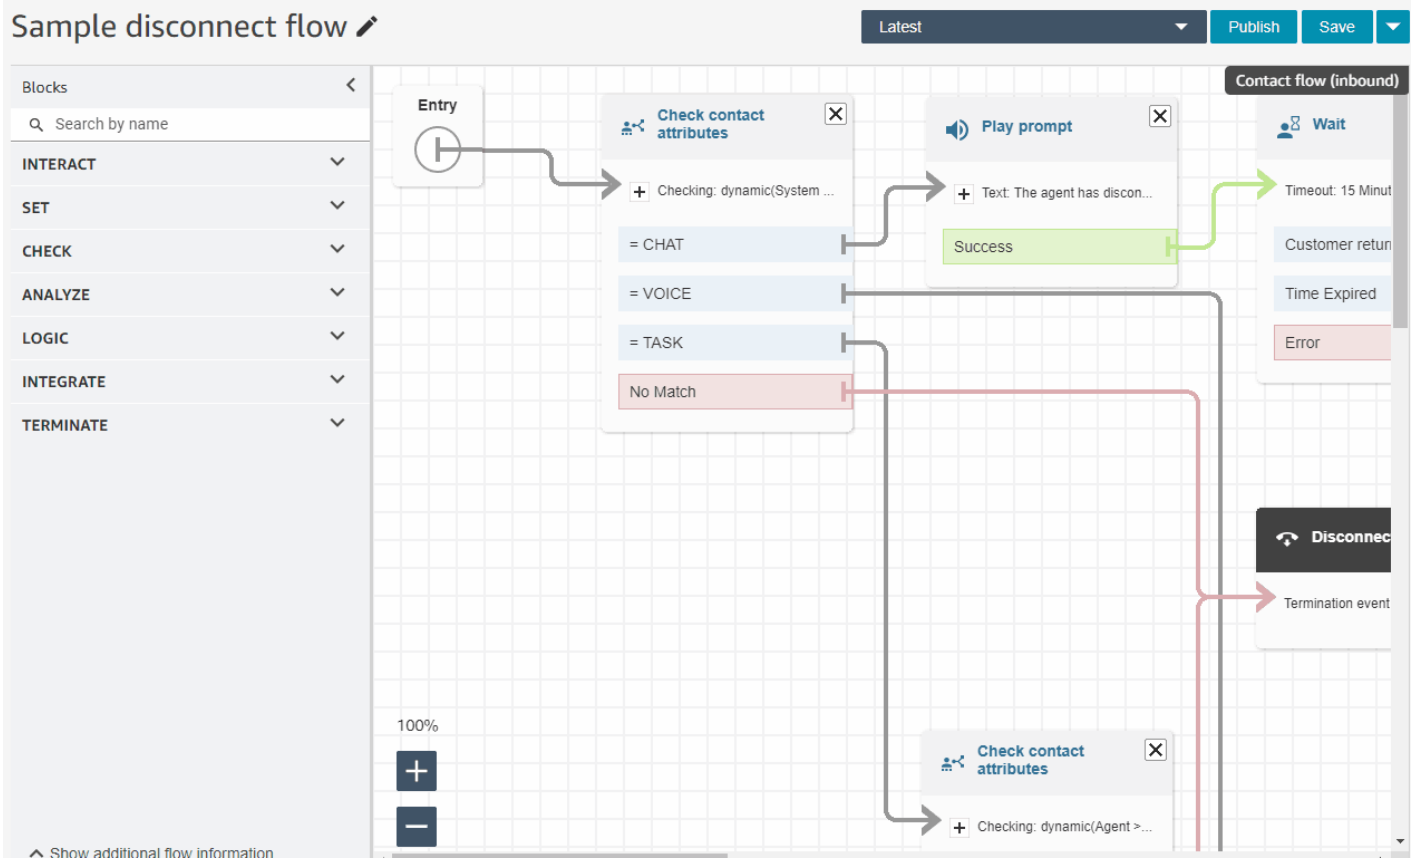 Sample disconnect flow
Latest
Publish
Save
Blocks
Search by name
INTERACT
SET
CHECK
ANALYZE
LOGIC
INTEGRATE
TERMINATE
Show additional flow information
Contact flow (inbound)
Entry
Check contact
attributes
Checking: dynamic(System ...
= CHAT
= VOICE
= TASK
No Match
Play prompt
Text: The agent has discon...
Success
Wait
Timeout: 15 Minut
Customer return
Time Expired
Error
Disconnec
Termination event
Check contact
attributes
Checking: dynamic(Agent >...
100%